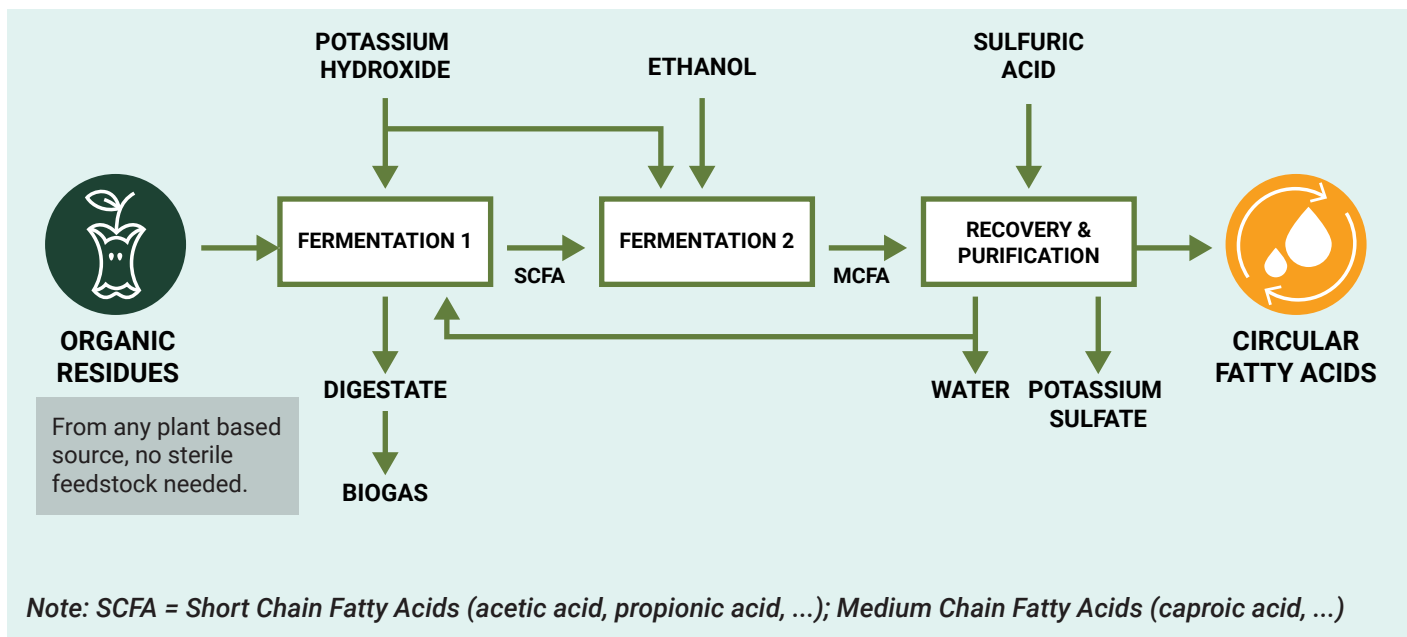 POTASSIUM
HYDROXIDE
ETHANOL
SULFURIC
ACID
FERMENTATION 1
SCFA
FERMENTATION 2
MCFA
RECOVERY &
PURIFICATION
ORGANIC
RESIDUES
From any plant based
source, no sterile
feedstock needed.
DIGESTATE
BIOGAS
WATER
POTASSIUM
SULFATE
CIRCULAR
FATTY ACIDS
Note: SCFA = Short Chain Fatty Acids (acetic acid, propionic acid, ...); Medium Chain Fatty Acids (caproic acid, ...)